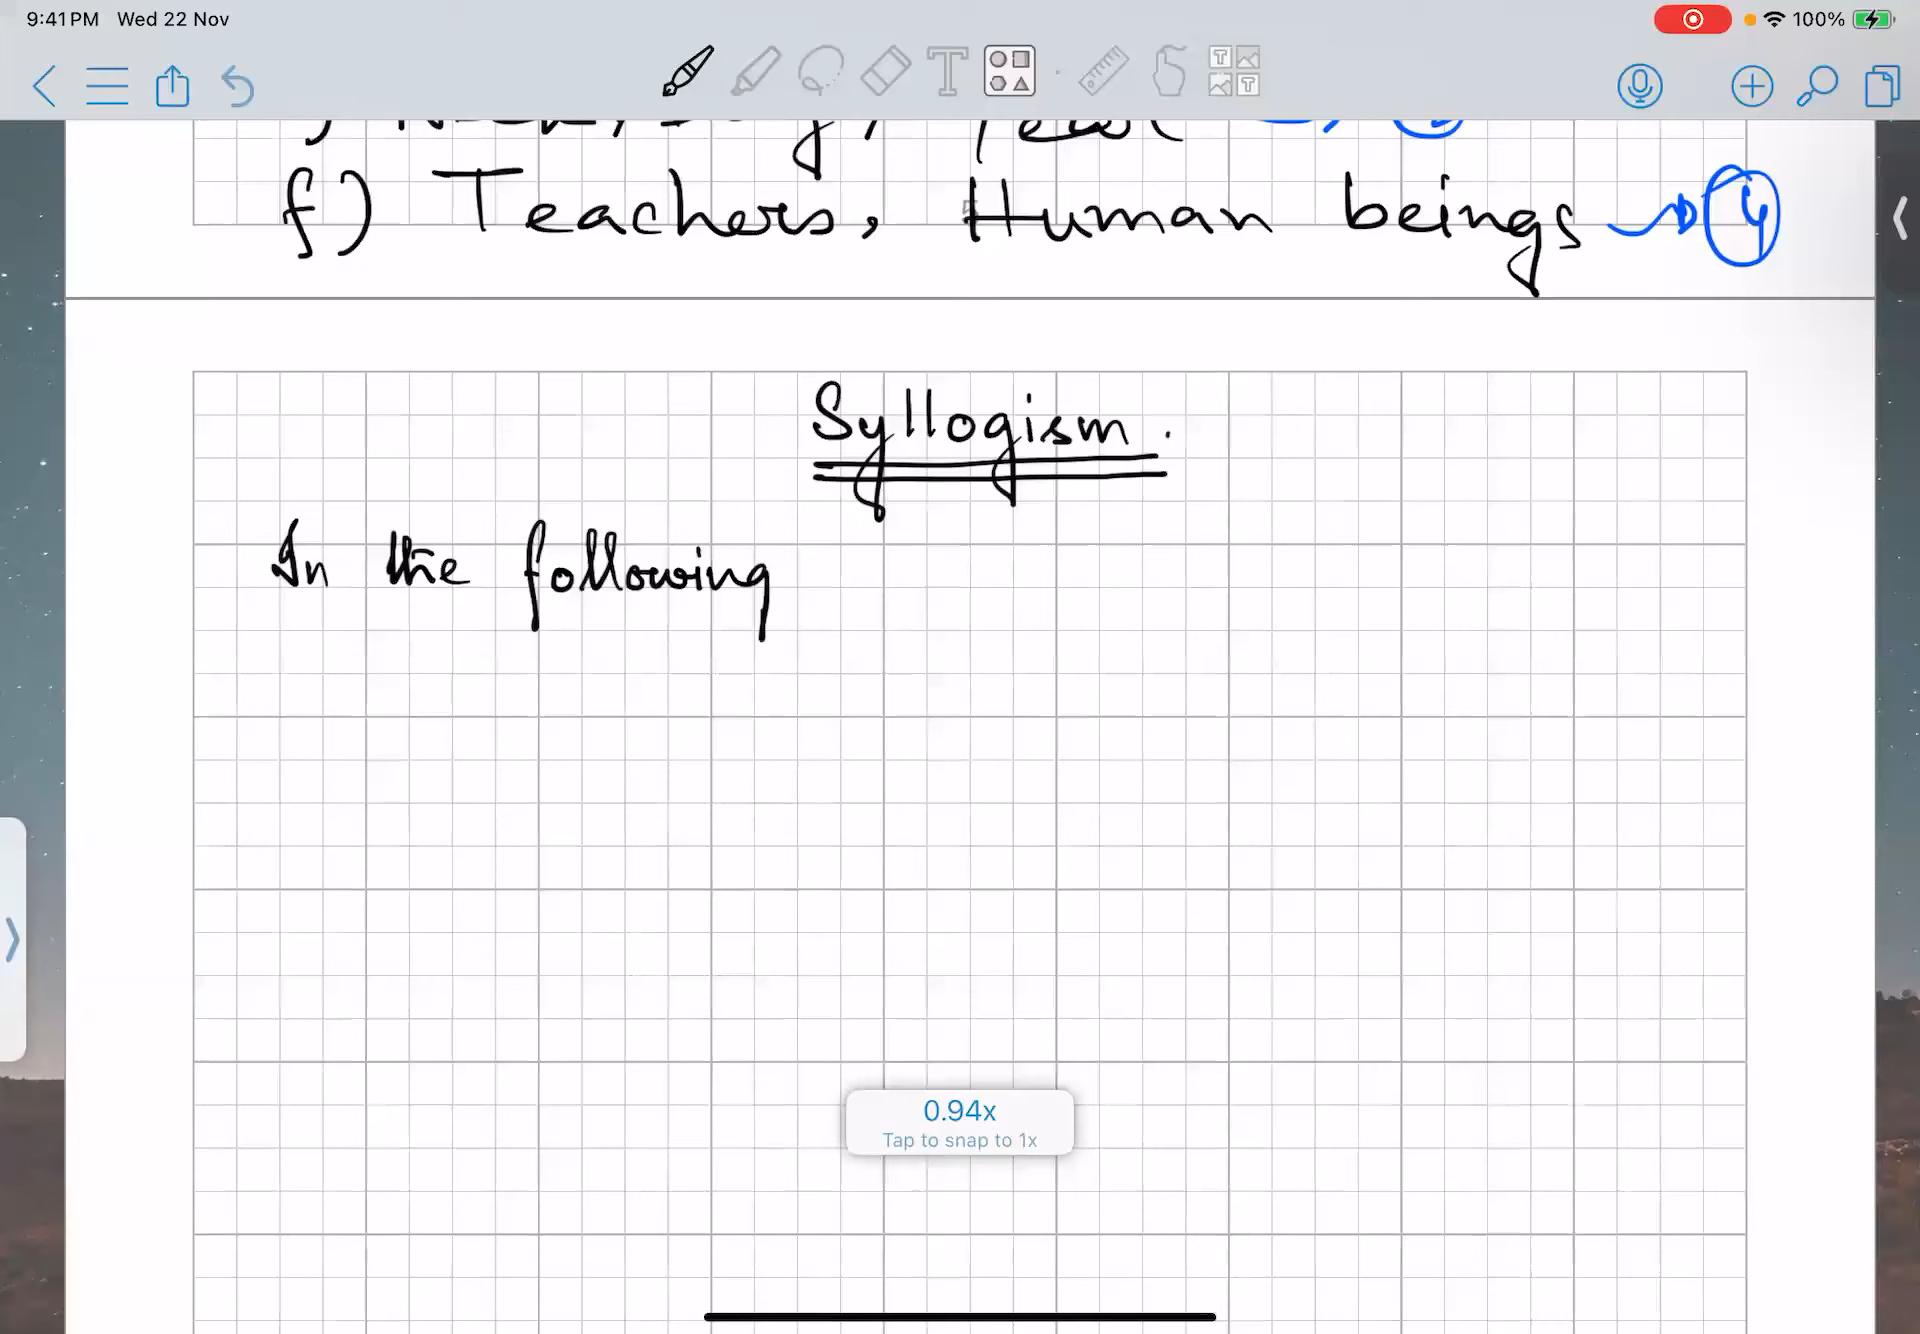 9:41 PM Wed 22 Nov
100%
f) Teachers, Human beings → 4
Syllogism.
In the following
0.94x
Tap to snap to 1x